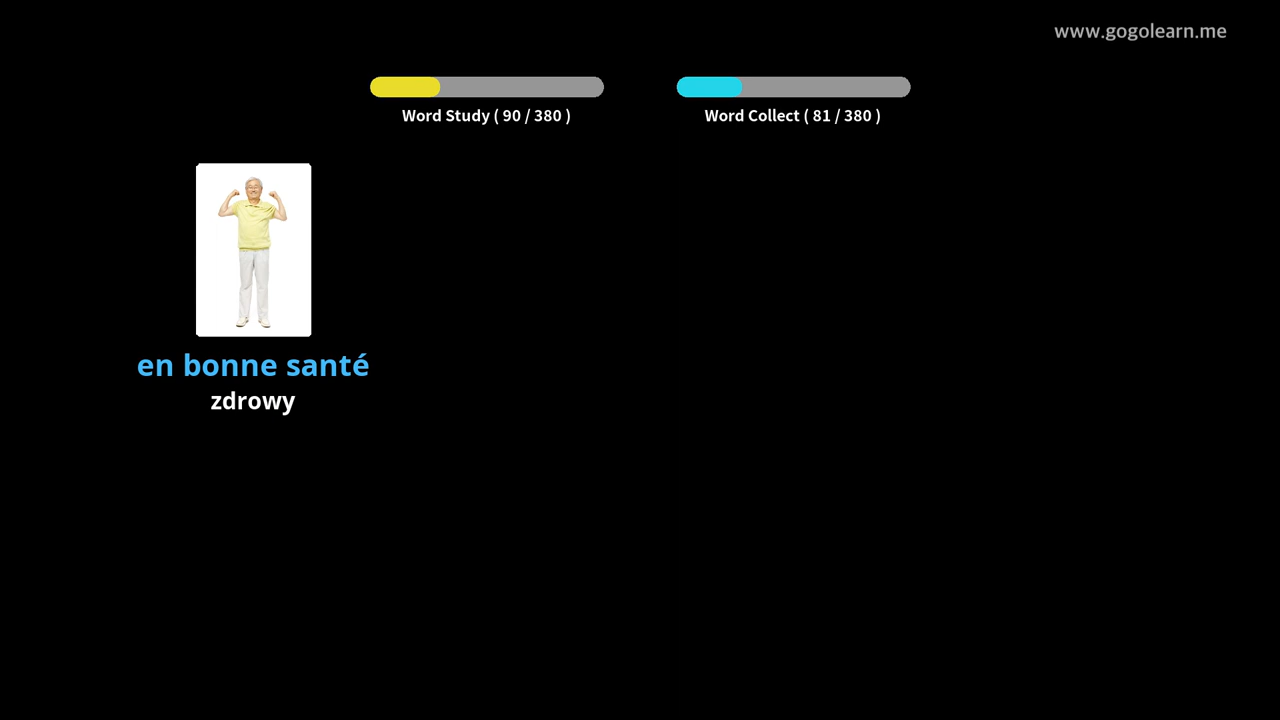 www.gogolearn.me
Word Study ( 90 / 380 )
Word Collect ( 81 / 380 )
en bonne santé
zdrowy